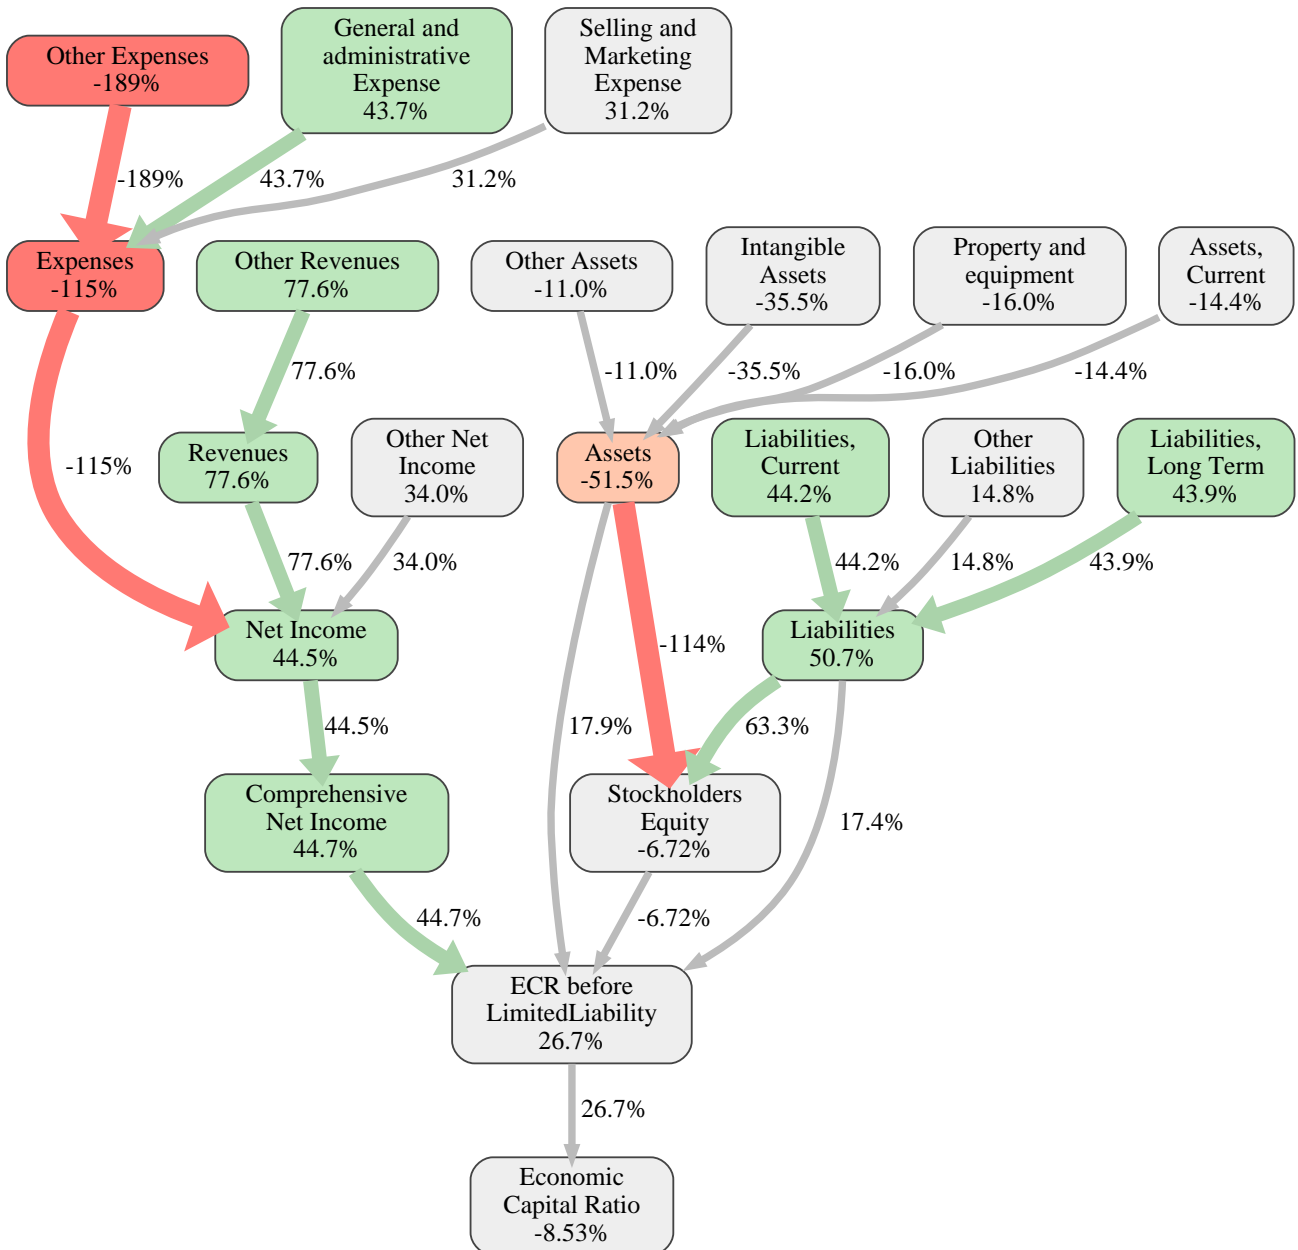 Other Expenses
-189%
General and
administrative
Expense
43.7%
Selling and
Marketing
Expense
31.2%
-189%
43.7%
31.2%
Expenses
-115%
Other Revenues
77.6%
Other Assets
-11.0%
Intangible
Assets
-35.5%
Property and
equipment
-16.0%
Assets,
Current
-14.4%
77.6%
-11.0%
-35.5%
-16.0%
-14.4%
-115%
Revenues
77.6%
Other Net
Income
34.0%
Assets
-51.5%
Liabilities,
Current
44.2%
Other
Liabilities
14.8%
Liabilities,
Long Term
43.9%
77.6%
34.0%
44.2%
14.8%
43.9%
Net Income
44.5%
-114%
Liabilities
50.7%
44.5%
17.9%
63.3%
Comprehensive
Net Income
44.7%
Stockholders
Equity
-6.72%
17.4%
44.7%
-6.72%
ECR before
LimitedLiability
26.7%
26.7%
Economic
Capital Ratio
-8.53%